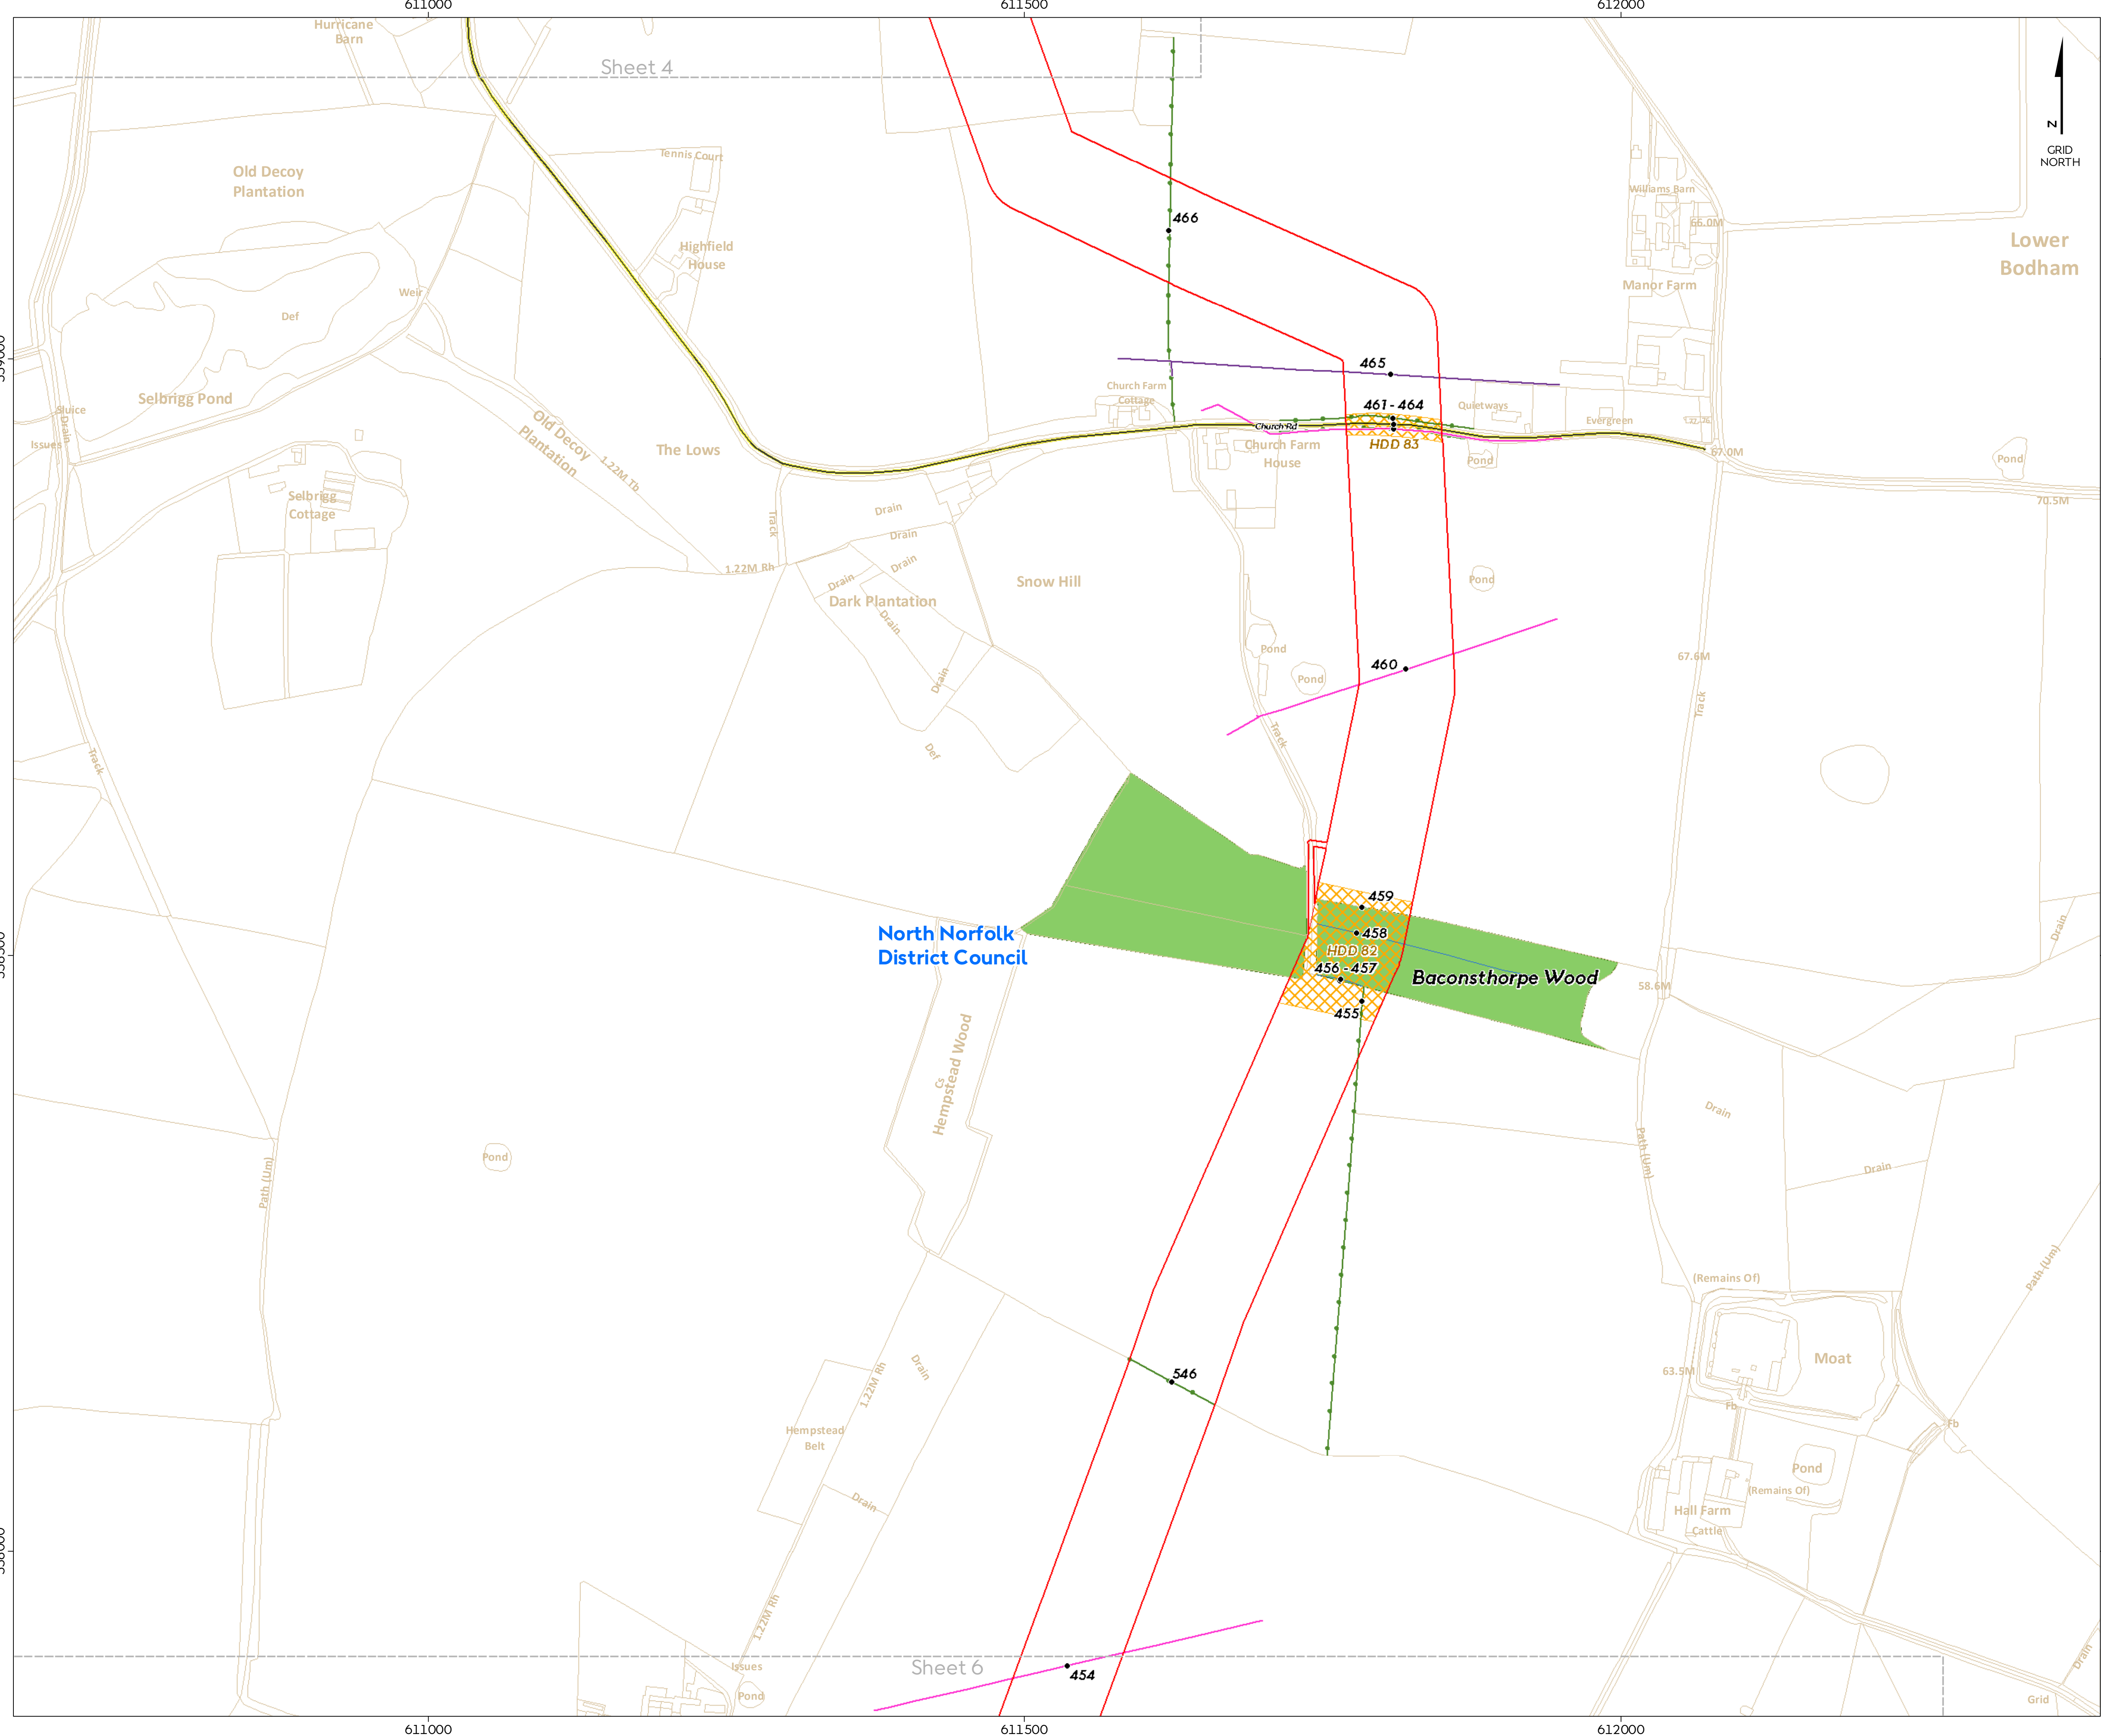 611000
611500
612000
Hurricane
Barn
Sheet 4
N
GRID
NORTH
Tennis Court
Old Decoy
Plantation
Williams Barn
466
66.0M
Highfield
House
Lower
Bodham
Weir
Manor Farm
Def
465
Church Farm
Cottage
Selbrigg Pond
461 - 464
Quietways
Sluice
Drain
Evergreen
Church Rd
Issues
Old Decoy
Plantation
The Lows
HDD 83
Church Farm
House
Pond
67.0M
Pond
1.22M Tb
Selbrigg
Cottage
70.5M
Drain
Track
Drain
Drain
1.22M Rh
Drain
Snow Hill
Pond
Dark Plantation
Drain
Pond
67.6M
460
Drain
Pond
Track
Track
Def
Track
459
North Norfolk
District Council
458
Drain
HDD 82
456 - 457
Baconsthorpe Wood
58.6M
455
Cs
Hempstead Wood
Drain
Pond
Path (Um)
Path (Um)
Drain
Path (Um)
(Remains Of)
Moat
Drain
1.22M Rh
546
63.5M
Fb
Fb
Hempstead
Belt
Pond
(Remains Of)
Drain
Hall Farm
Cattle
1.22M Rh
Issues
Sheet 6
454
Drain
Pond
Grid
611000
611500
612000